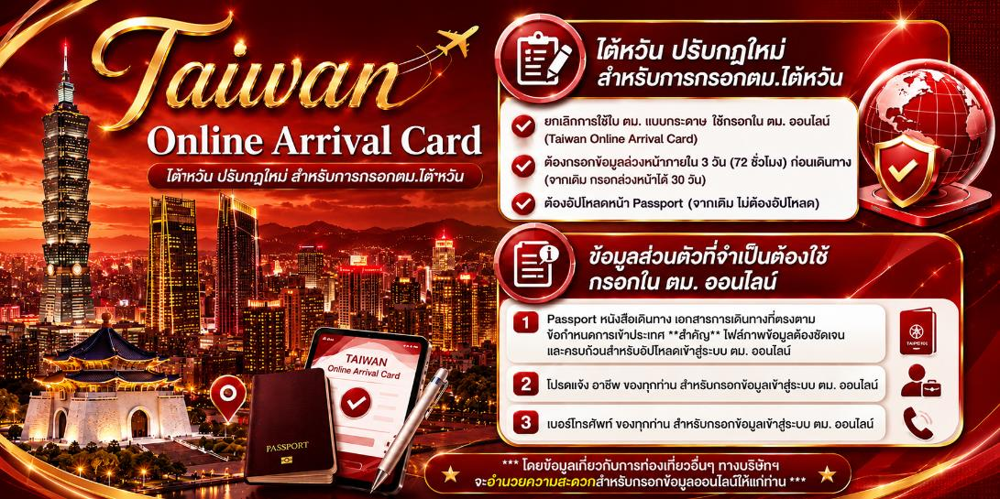 Taiwan
Online Arrival Card
ไต้หวัน ปรับกฎใหม่ สำหรับการกรอกตม.ไต้หวัน
TAIWAN
Online Arrival Card
PASSPORT
ไต้หวัน ปรับกฎใหม่
สำหรับการกรอกตม.ไต้หวัน
ยกเลิกการใช้ใบ ตม. แบบกระดาษ ใช้กรอกใน ตม. ออนไลน์
(Taiwan Online Arrival Card)
ต้องกรอกข้อมูลล่วงหน้าภายใน 3 วัน (72 ชั่วโมง) ก่อนเดินทาง
(จากเดิม กรอกล่วงหน้าได้ 30 วัน)
ต้องอัปโหลดหน้า Passport (จากเดิม ไม่ต้องอัปโหลด)
ข้อมูลส่วนตัวที่จำเป็นต้องใช้
กรอกใน ตม. ออนไลน์
1
Passport หนังสือเดินทาง เอกสารการเดินทางที่ตรงตาม
ข้อกำหนดการเข้าประเทศ **สำคัญ** ไฟล์ภาพข้อมูลต้องชัดเจน
และครบถ้วนสำหรับอัปโหลดเข้าสู่ระบบ ตม. ออนไลน์
TAIPE101
2
โปรดแจ้ง อาชีพ ของทุกท่าน สำหรับกรอกข้อมูลเข้าสู่ระบบ ตม. ออนไลน์
3
เบอร์โทรศัพท์ ของทุกท่าน สำหรับกรอกข้อมูลเข้าสู่ระบบ ตม. ออนไลน์
*** โดยข้อมูลเกี่ยวกับการท่องเที่ยวอื่นๆ ทางบริษัทฯ
จะอำนวยความสะดวกสำหรับกรอกข้อมูลออนไลน์ให้แก่ท่าน ***